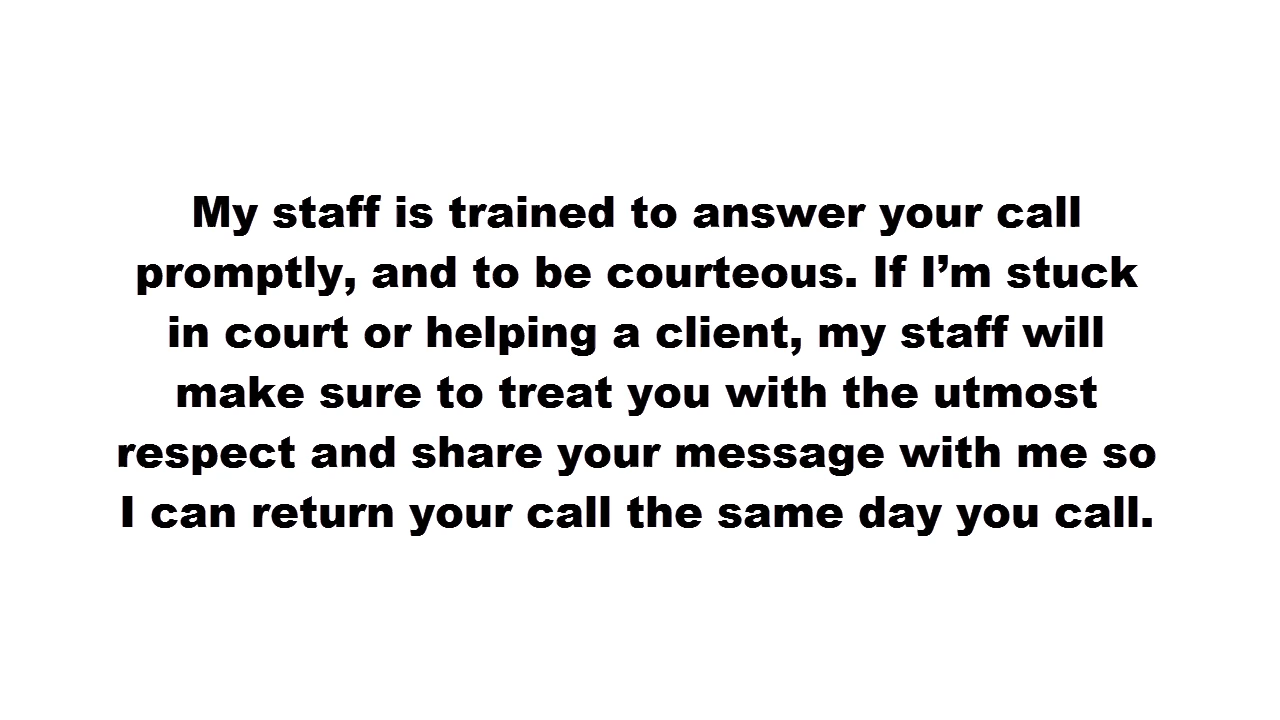 My staff is trained to answer your call
promptly, and to be courteous. If I’m stuck
in court or helping a client, my staff will
make sure to treat you with the utmost
respect and share your message with me so
I can return your call the same day you call.